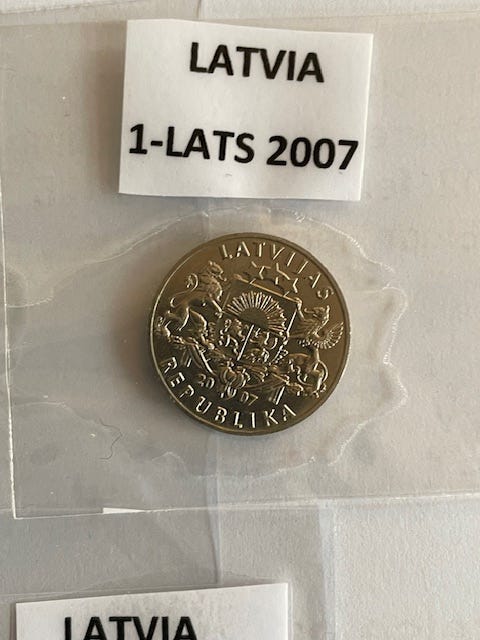 LATVIA
1-LATS 2007
LATVIJAS
20 07
REPUBLIKA
LATVIA